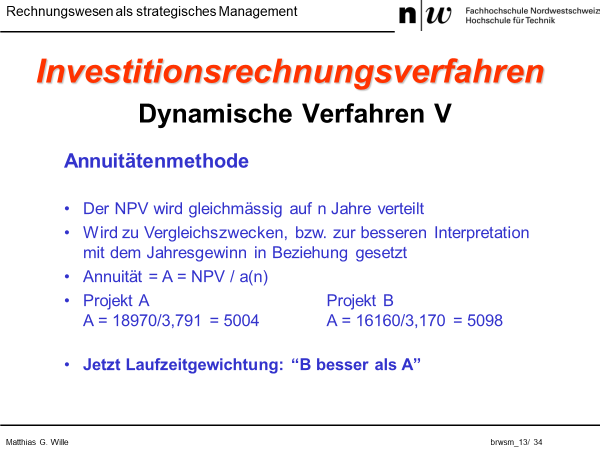 Rechnungswesen als strategisches Management
n|w Fachhochschule Nordwestschweiz
Hochschule für Technik
Investitionsrechnungsverfahren
Dynamische Verfahren V
Annuitätenmethode
• Der NPV wird gleichmässig auf n Jahre verteilt
• Wird zu Vergleichszwecken, bzw. zur besseren Interpretation
mit dem Jahresgewinn in Beziehung gesetzt
• Annuität = A = NPV / a(n)
• Projekt A Projekt B
A = 18970/3,791 = 5004 A = 16160/3,170 = 5098
• Jetzt Laufzeitgewichtung: “B besser als A”
Matthias G. Wille brwsm_13/ 34